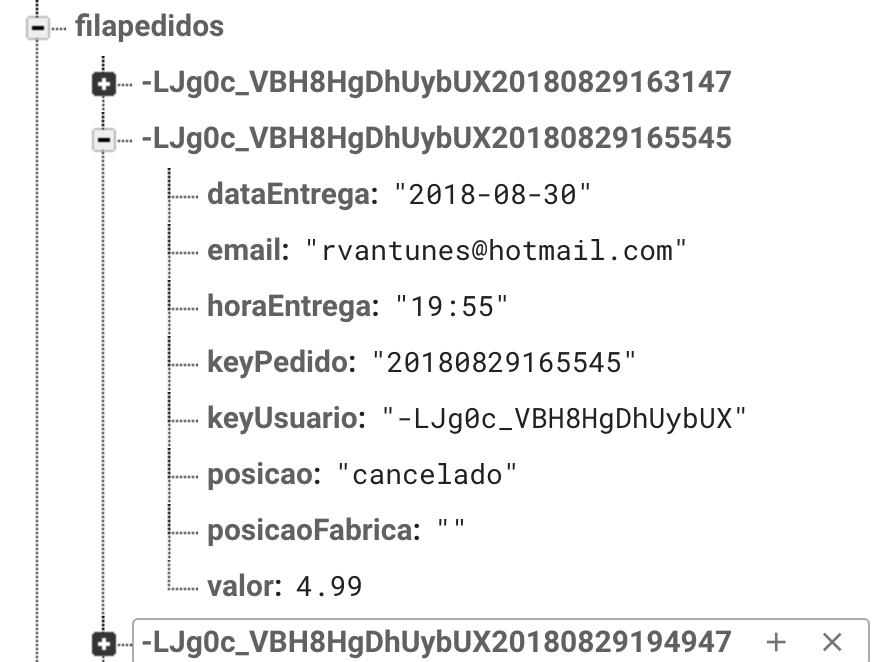 filapedidos
-LJg0c_VBH8HgDhUybUX20180829163147
-LJg0c_VBH8HgDhUybUX20180829165545
dataEntrega: "2018-08-30"
email: "rvantunes@hotmail.com"
horaEntrega: "19:55"
keyPedido: "20180829165545"
keyUsuario: "-LJg0c_VBH8HgDhUybUX"
posicao: "cancelado"
posicaoFabrica: ""
valor: 4.99
-LJg0c_VBH8HgDhUybUX20180829194947